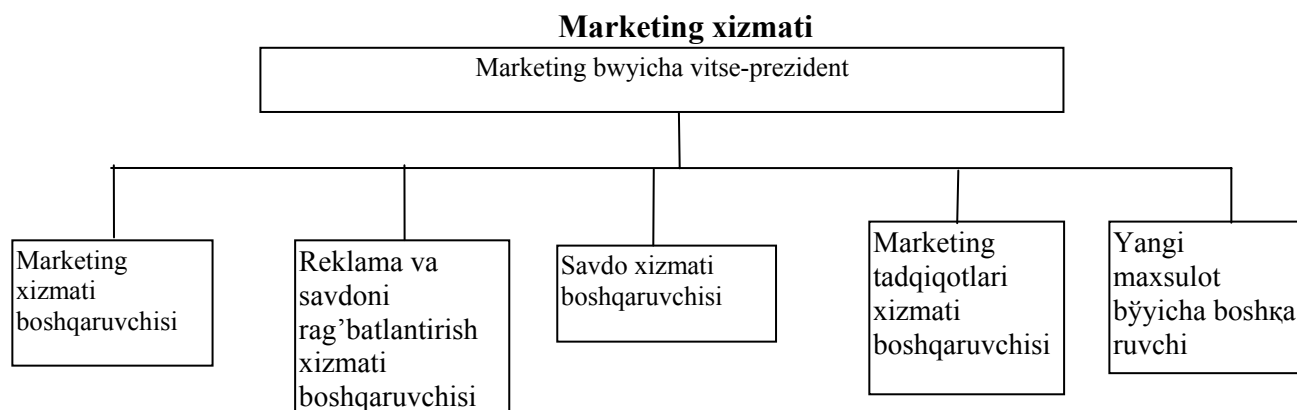 Marketing xizmati
Marketing bwyicha vitse-prezident
Marketing
xizmati
boshqaruvchisi
Reklama va
savdoni
rag’batlantirish
xizmati
boshqaruvchisi
Savdo xizmati
boshqaruvchisi
Marketing
tadqiqotlari
xizmati
boshqaruvchisi
Yangi
maxsulot
bўyicha boshқa
ruvchi